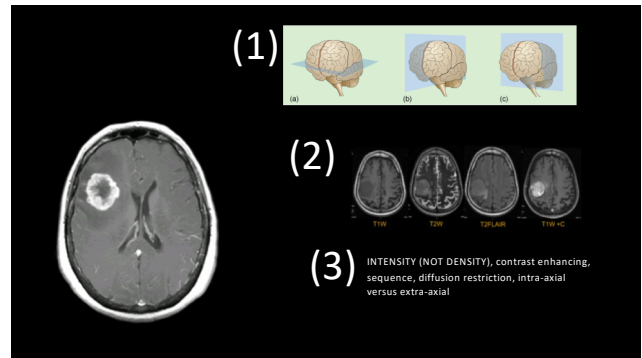 (1)
(a)
(b)
(c)
(2)
T1W
T2W
T2FLAIR
T1W +C
(3)
INTENSITY (NOT DENSITY), contrast enhancing,
sequence, diffusion restriction, intra-axial
versus extra-axial